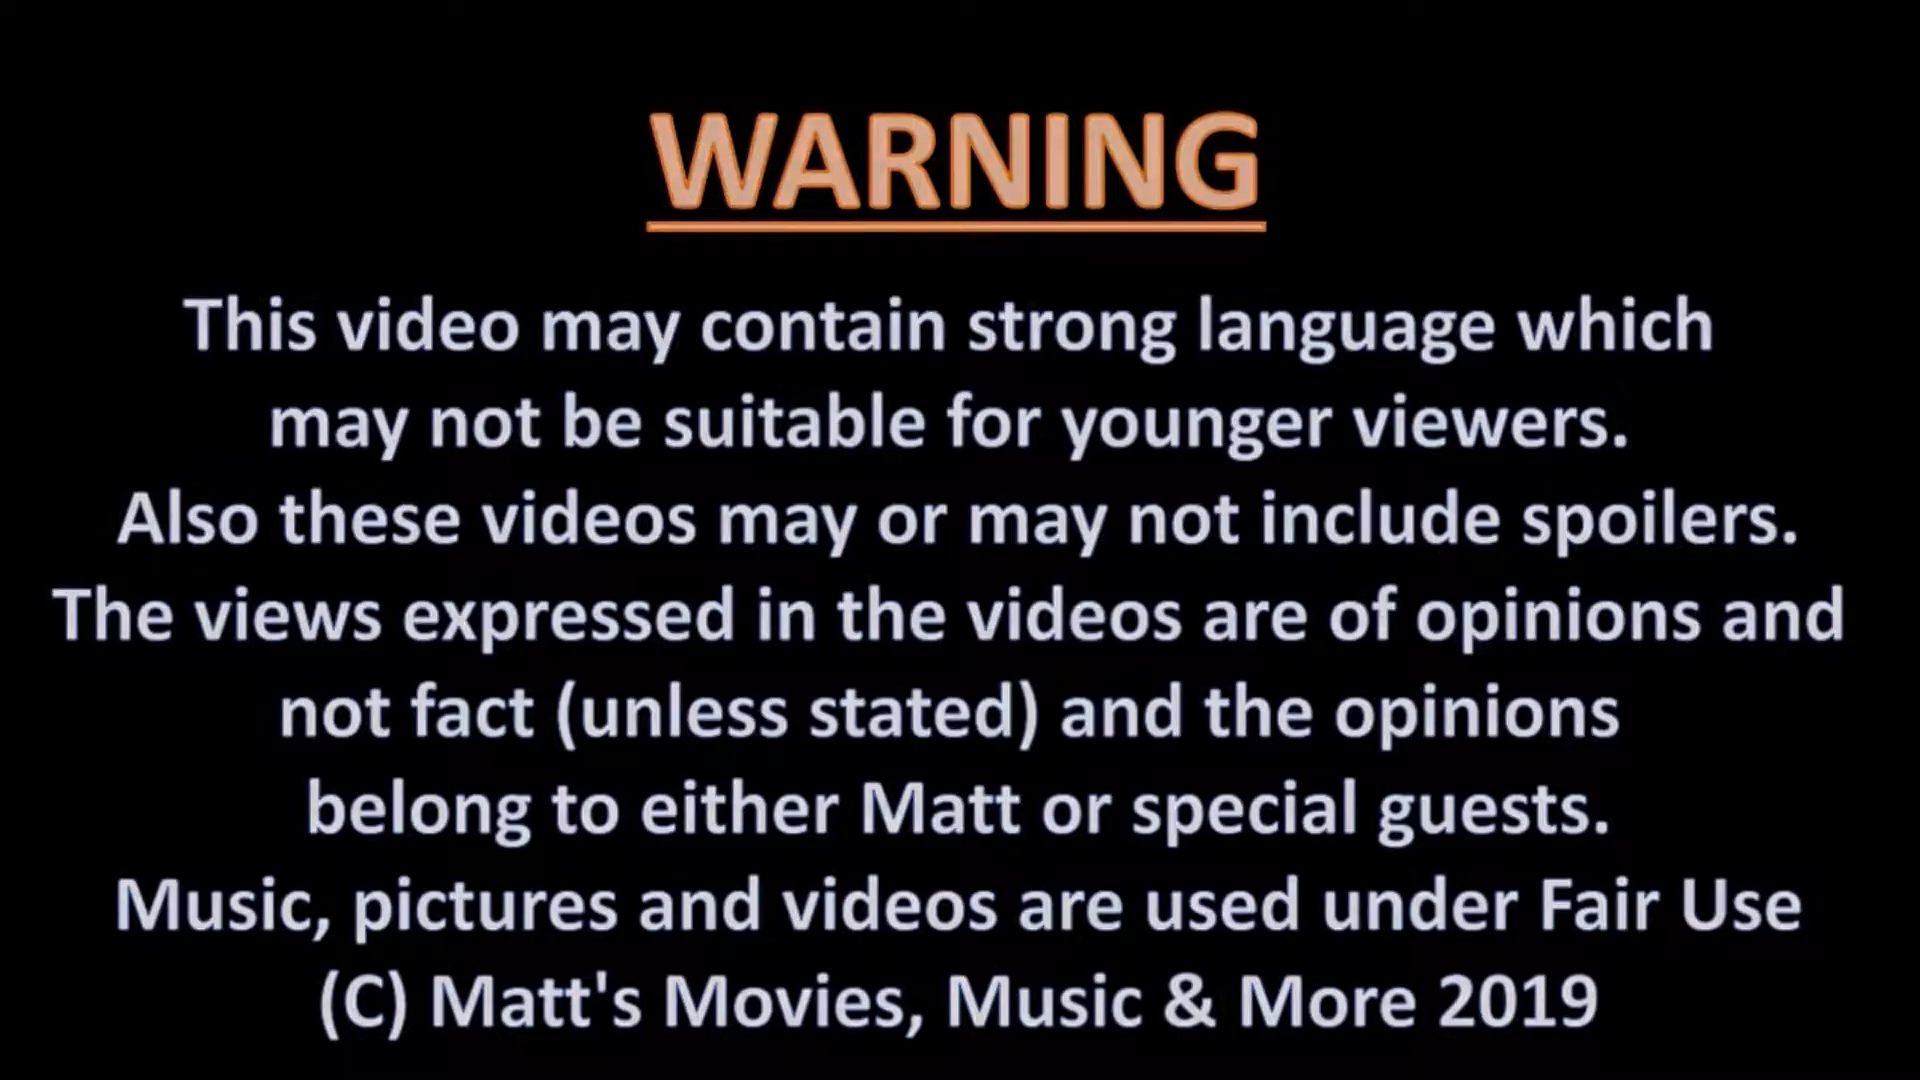 WARNING
This video may contain strong language which
may not be suitable for younger viewers.
Also these videos may or may not include spoilers.
The views expressed in the videos are of opinions and
not fact (unless stated) and the opinions
belong to either Matt or special guests.
Music, pictures and videos are used under Fair Use
(C) Matt's Movies, Music & More 2019